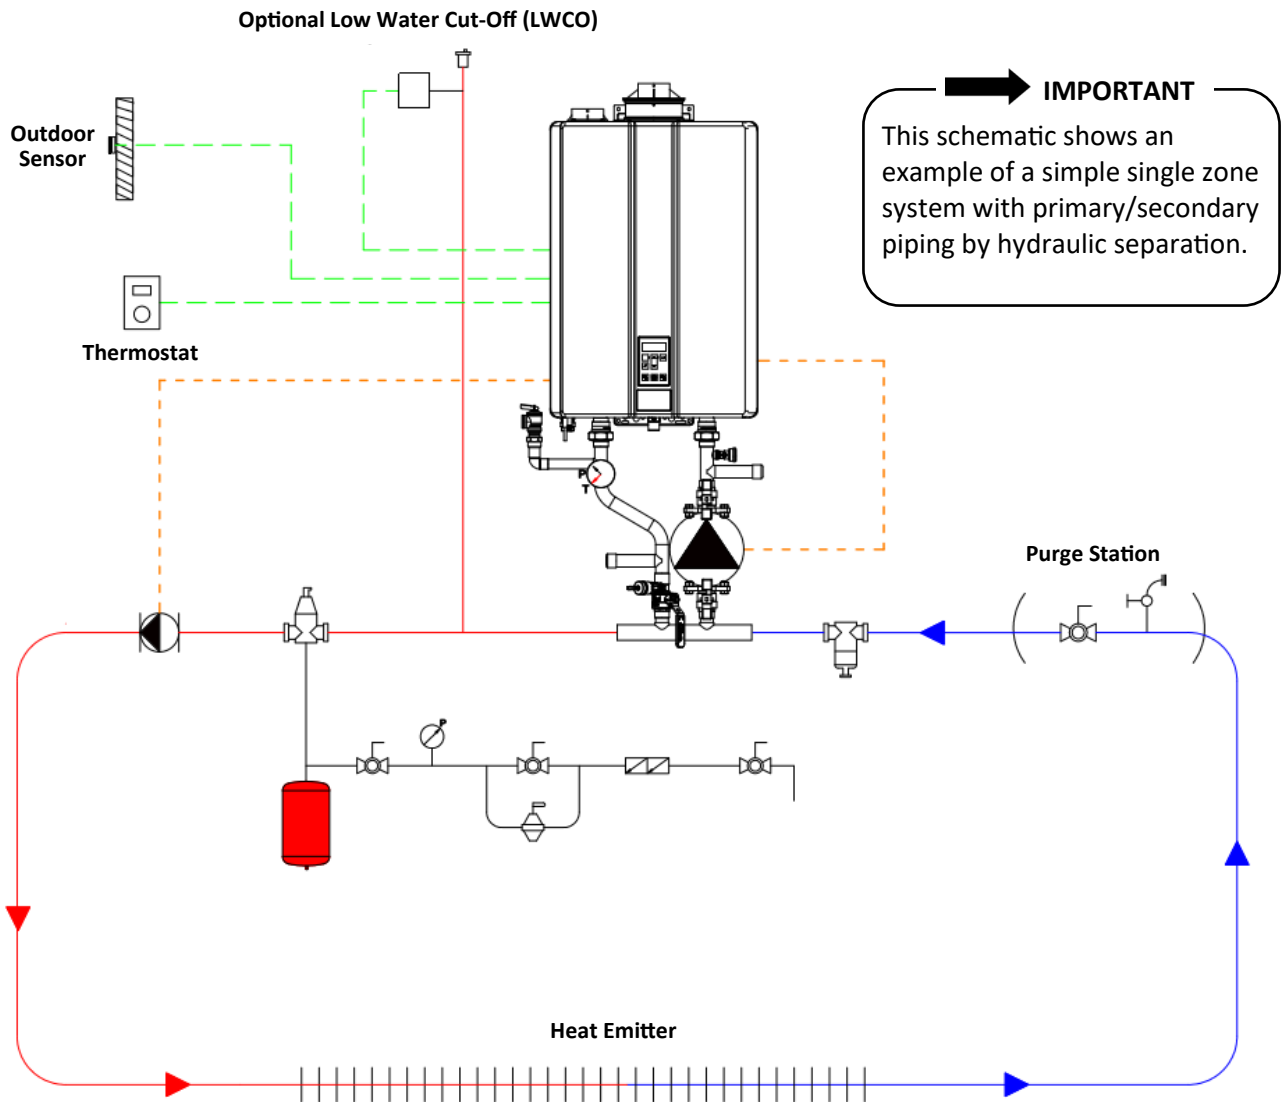 Optional Low Water Cut-Off (LWCO)
IMPORTANT
This schematic shows an
example of a simple single zone
system with primary/secondary
piping by hydraulic separation.
Outdoor
Sensor
Thermostat
P
T
Purge Station
P
Heat Emitter